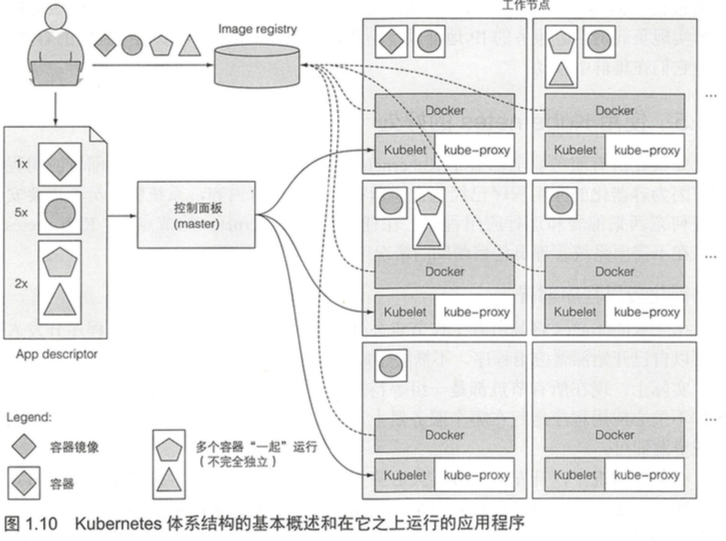 工作节点
Image registry
Docker
Docker
Kubelet
kube-proxy
Kubelet
kube-proxy
...
1x
5x
2x
App descriptor
控制面板
(master)
Docker
Docker
Kubelet
kube-proxy
Kubelet
kube-proxy
...
Docker
Docker
Kubelet
kube-proxy
Kubelet
kube-proxy
...
Legend:
容器镜像
容器
多个容器“一起”运行
（不完全独立）
图 1.10 Kubernetes 体系结构的基本概述和在它之上运行的应用程序